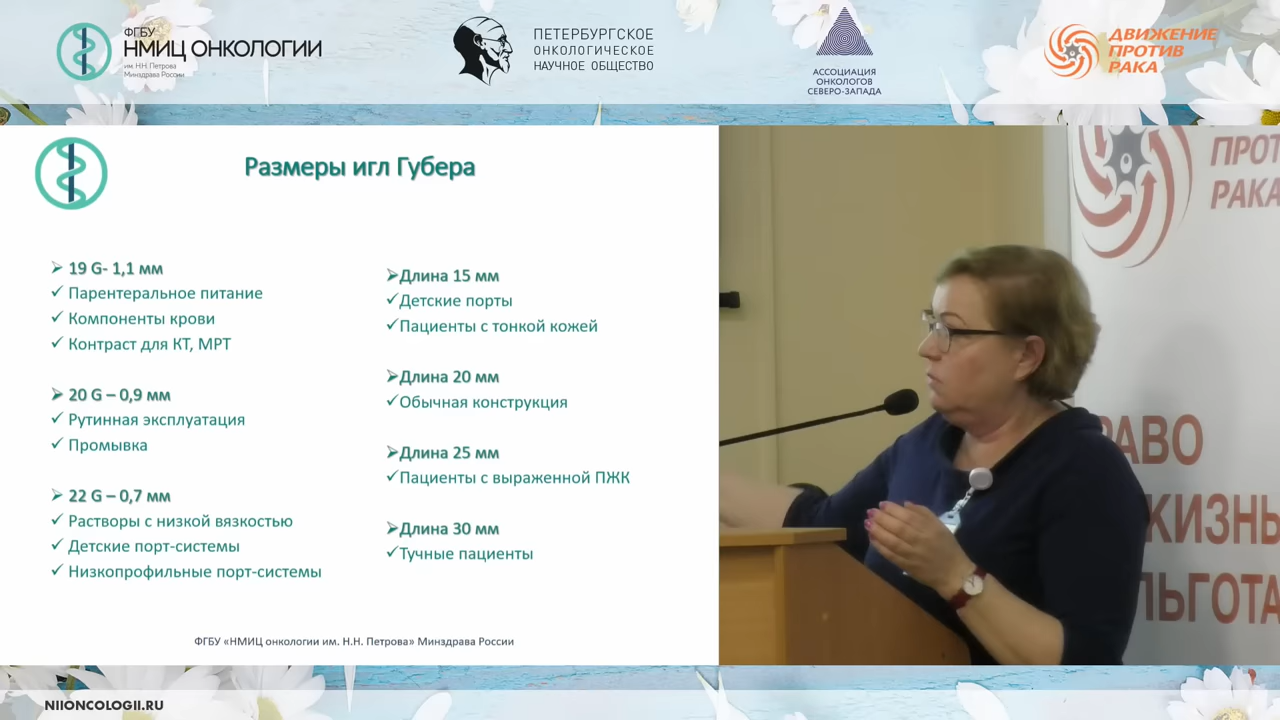 ФГБУ
НМИЦ ОНКОЛОГИИ
им. Н.Н. Петрова
Минздрава России
ПЕТЕРБУРГСКОЕ
ОНКОЛОГИЧЕСКОЕ
НАУЧНОЕ ОБЩЕСТВО
АССОЦИАЦИЯ
ОНКОЛОГОВ
СЕВЕРО-ЗАПАДА
ДВИЖЕНИЕ
ПРОТИВ
РАКА
Размеры игл Губера
19 G- 1,1 мм
Парентеральное питание
Компоненты крови
Контраст для КТ, МРТ
20 G – 0,9 мм
Рутинная эксплуатация
Промывка
22 G – 0,7 мм
Растворы с низкой вязкостью
Детские порт-системы
Низкопрофильные порт-системы
Длина 15 мм
Детские порты
Пациенты с тонкой кожей
Длина 20 мм
Обычная конструкция
Длина 25 мм
Пациенты с выраженной ПЖК
Длина 30 мм
Тучные пациенты
ФГБУ «НМИЦ онкологии им. Н.Н. Петрова» Минздрава России
ПРОТ
РАКА
РАВО
ЖИЗНЬ
ЛЬГОТА
NIIONCOLOGII.RU